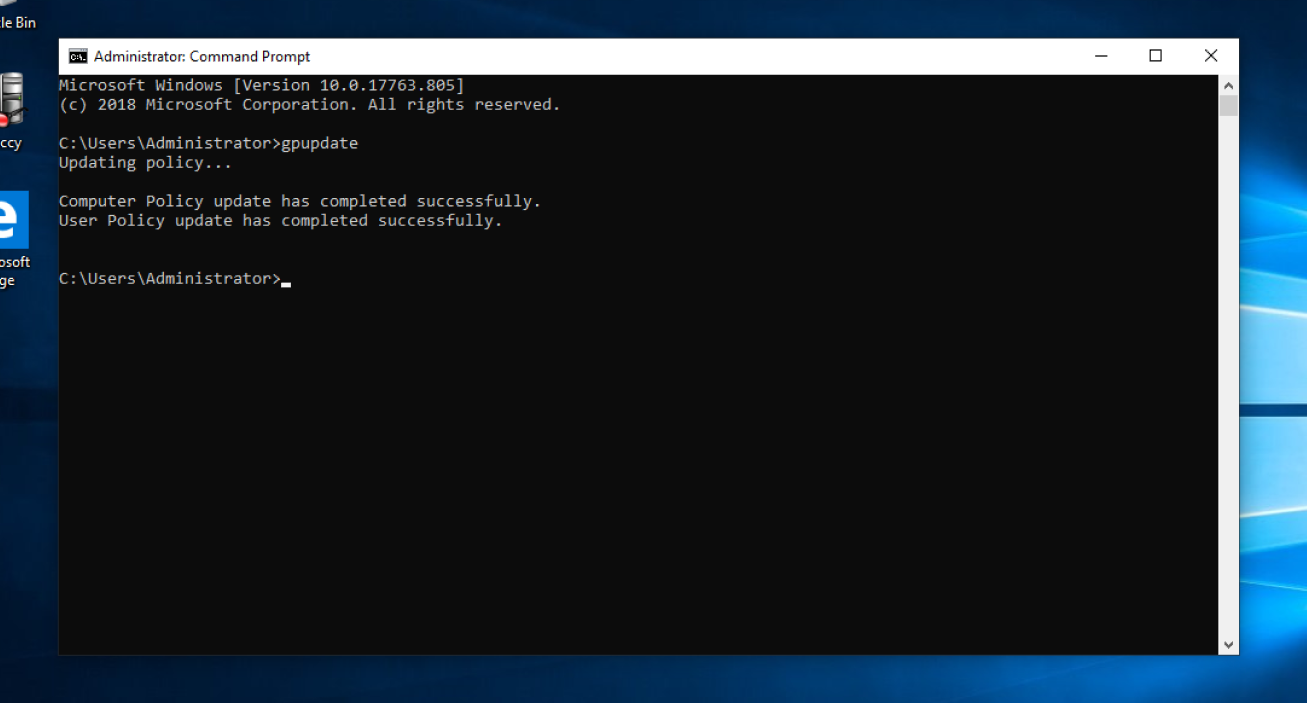 le Bin
Administrator: Command Prompt
Microsoft Windows [Version 10.0.17763.805]
(c) 2018 Microsoft Corporation. All rights reserved.
C:\Users\Administrator>gpupdate
Updating policy...
Computer Policy update has completed successfully.
User Policy update has completed successfully.
C:\Users\Administrator>
ccy
osoft
ge